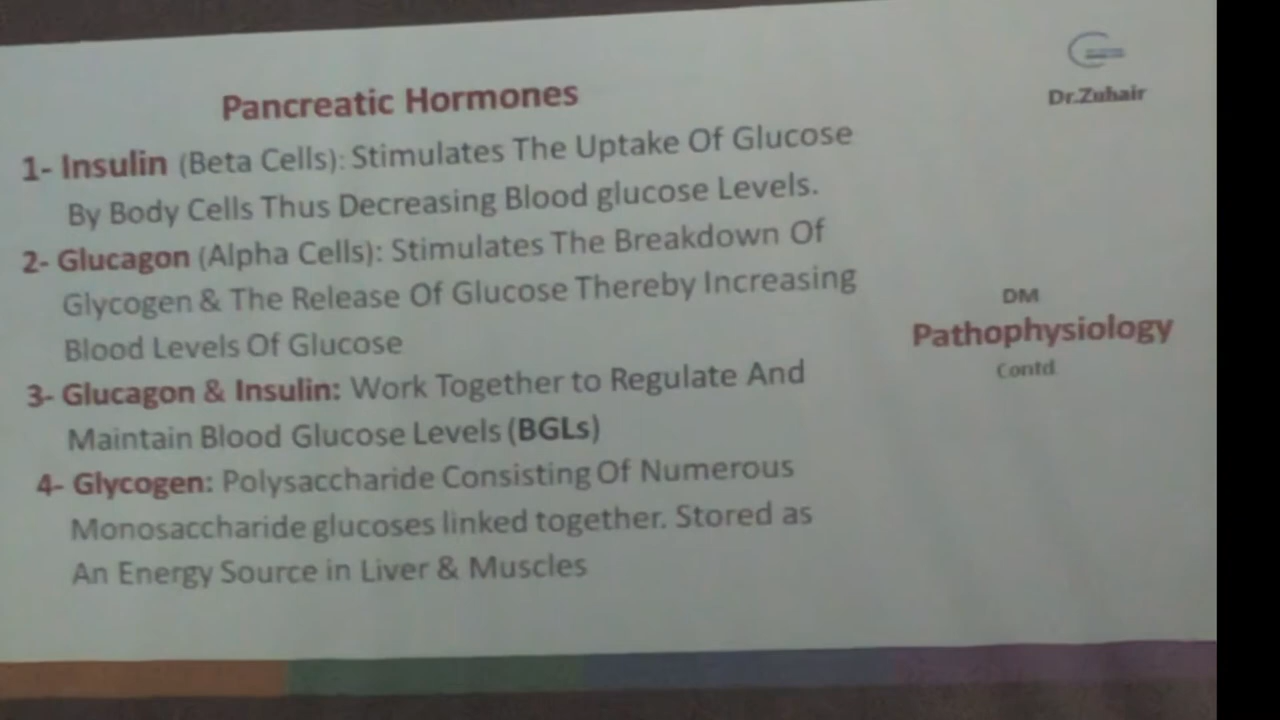 Pancreatic Hormones
1- Insulin (Beta Cells): Stimulates The Uptake Of Glucose
By Body Cells Thus Decreasing Blood glucose Levels.
2- Glucagon (Alpha Cells): Stimulates The Breakdown Of
Glycogen & The Release Of Glucose Thereby Increasing
Blood Levels Of Glucose
3- Glucagon & Insulin: Work Together to Regulate And
Maintain Blood Glucose Levels (BGLs)
4- Glycogen: Polysaccharide Consisting Of Numerous
Monosaccharide glucoses linked together. Stored as
An Energy Source in Liver & Muscles
Dr.Zuhair
DM
Pathophysiology
Contd